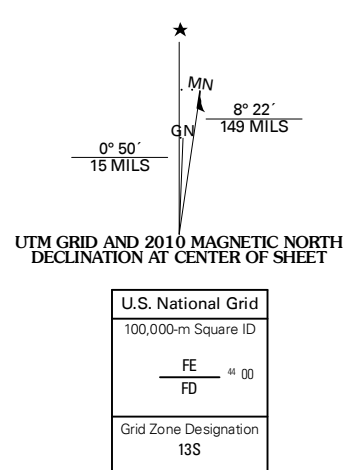 ★
MN
8° 22´
149 MILS
GN
0° 50´
15 MILS
UTM GRID AND 2010 MAGNETIC NORTH
DECLINATION AT CENTER OF SHEET
U.S. National Grid
100,000-m Square ID
FE
44 00
FD
Grid Zone Designation
13S